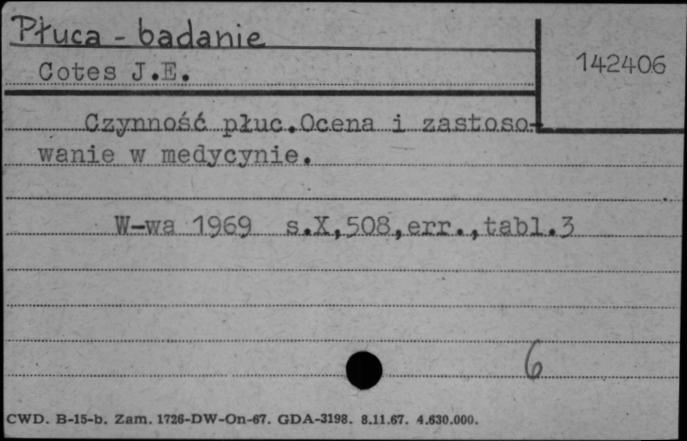 Płuca - badanie
142406
Cotes J.E.
Czynność płuc.Ocena i zastoso-
wanie w medycynie.
W-wa 1969 s.X,508,err.,tabl.3
6
CWD. B-15-b. Zam. 1726-DW-On-67. GDA-3198. 8.11.67. 4.630.000.